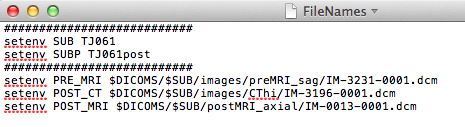 FileNames
###########################
setenv SUB TJ061
setenv SUBP TJ061post
###########################
setenv PRE_MRI $DICOMS/$SUB/images/preMRI_sag/IM-3231-0001.dcm
setenv POST_CT $DICOMS/$SUB/images/CThi/IM-3196-0001.dcm
setenv POST_MRI $DICOMS/$SUB/postMRI_axial/IM-0013-0001.dcm